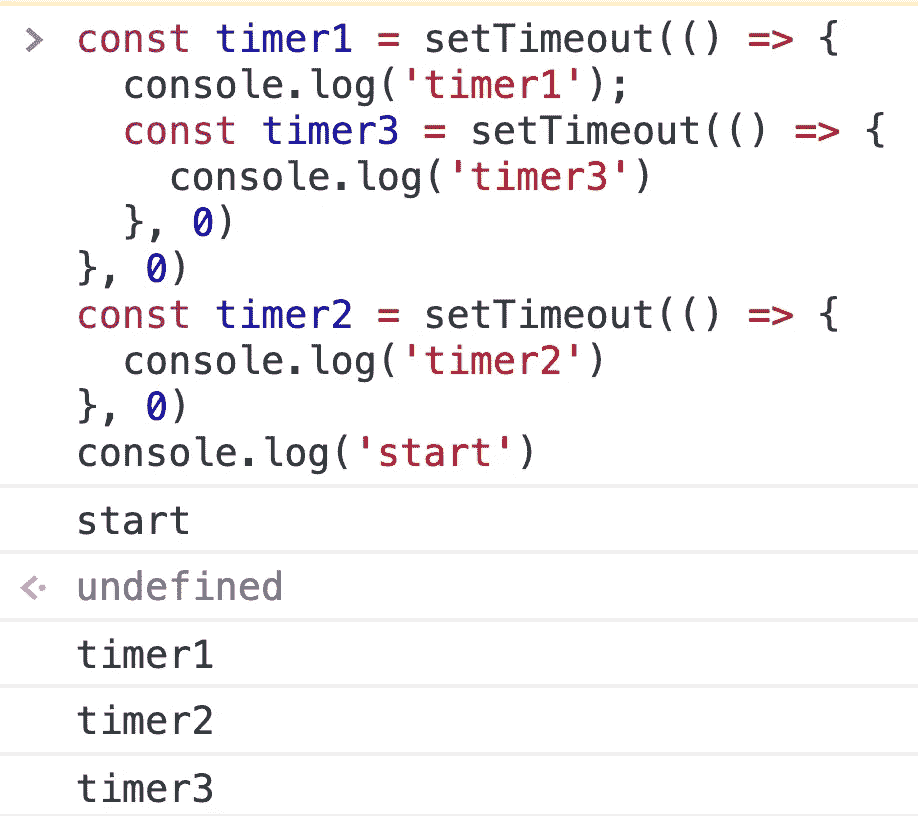 > const timer1 = setTimeout(() => {
console.log('timer1');
const timer3 = setTimeout(() => {
console.log('timer3')
}, 0)
}, 0)
const timer2 = setTimeout(() => {
console.log('timer2')
}, 0)
console.log('start')
start
undefined
timer1
timer2
timer3